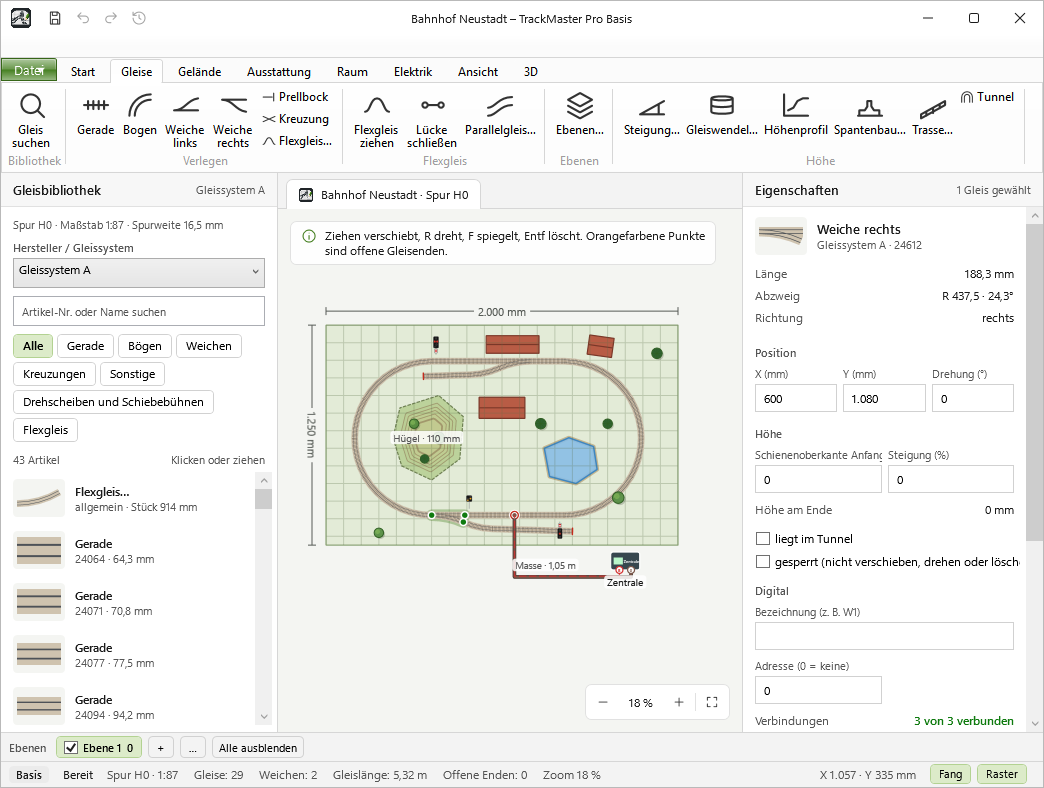 Bahnhof Neustadt – TrackMaster Pro Basis
Datei Start Gleise Gelände Ausstattung Raum Elektrik Ansicht 3D
Gleis suchen
Bibliothek
Gerade
Bogen
Weiche links
Weiche rechts
Prellbock
Kreuzung
Flexgleis...
Verlegen
Flexgleis ziehen
Lücke schließen
Parallelgleis...
Flexgleis
Ebenen...
Ebenen
Steigung...
Gleiswendel...
Höhenprofil
Spantenbau...
Trasse...
Tunnel
Höhe
Gleisbibliothek Gleissystem A
Spur H0 · Maßstab 1:87 · Spurweite 16,5 mm
Hersteller / Gleissystem
Gleissystem A
Artikel-Nr. oder Name suchen
Alle Gerade Bögen Weichen
Kreuzungen Sonstige
Drehscheiben und Schiebebühnen
Flexgleis
43 Artikel Klicken oder ziehen
Flexgleis...
allgemein · Stück 914 mm
Gerade
24064 · 64,3 mm
Gerade
24071 · 70,8 mm
Gerade
24077 · 77,5 mm
Gerade
24094 · 94,2 mm
Bahnhof Neustadt · Spur H0
Ziehen verschiebt, R dreht, F spiegelt, Entf löscht. Orangefarbene Punkte
sind offene Gleisenden.
2.000 mm
1.250 mm
Hügel · 110 mm
Masse · 1,05 m
Zentrale
Zentrale
18 %
Eigenschaften 1 Gleis gewählt
Weiche rechts
Gleissystem A · 24612
Länge 188,3 mm
Abzweig R 437,5 · 24,3°
Richtung rechts
Position
X (mm) Y (mm) Drehung (°)
600 1.080 0
Höhe
Schienenoberkante Anfang Steigung (%)
0 0
Höhe am Ende 0 mm
liegt im Tunnel
gesperrt (nicht verschieben, drehen oder lösche
Digital
Bezeichnung (z. B. W1)
Adresse (0 = keine)
0
Verbindungen 3 von 3 verbunden
Ebenen Ebene 1 0 + ... Alle ausblenden
Basis Bereit Spur H0 · 1:87 Gleise: 29 Weichen: 2 Gleislänge: 5,32 m Offene Enden: 0 Zoom 18 % X 1.057 · Y 335 mm Fang Raster